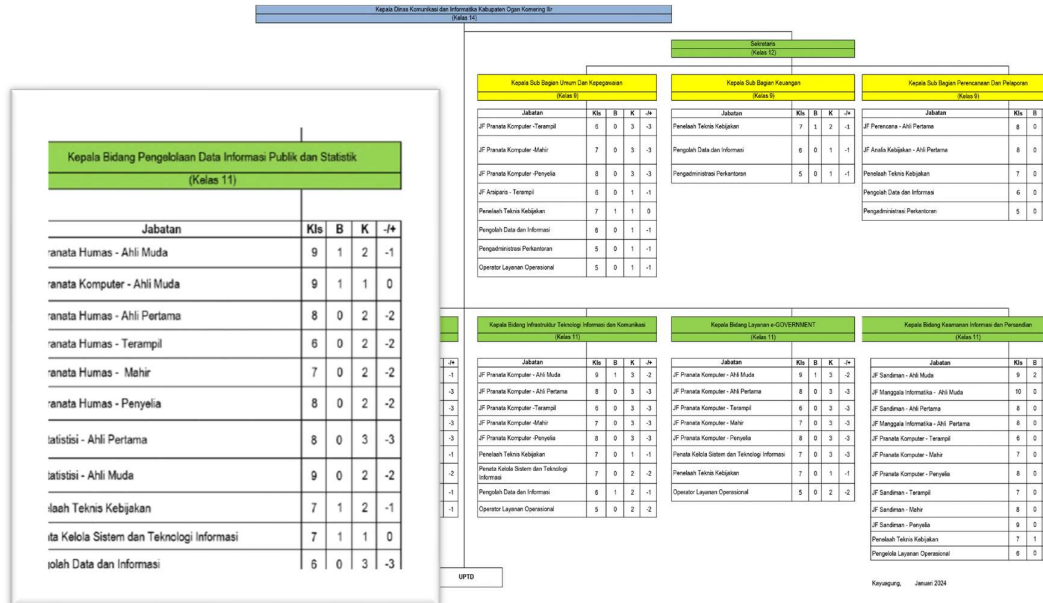 Kepala Dinas Komunikasi dan Informatika Kabupaten Ogan Komering Ilir
(Kelas 14)
Sekretaris
(Kelas 12)
Kepala Sub Bagian Umum Dan Kepegawaian
(Kelas 9)
Jabatan Kls B K -/+
JF Pranata Komputer -Terampil 6 0 3 -3
JF Pranata Komputer -Mahir 7 0 3 -3
JF Pranata Komputer -Penyelia 8 0 3 -3
JF Arsiparis - Terampil 6 0 1 -1
Penelaah Teknis Kebijakan 7 1 1 0
Pengolah Data dan Informasi 6 0 1 -1
Pengadministrasi Perkantoran 5 0 1 -1
Operator Layanan Operasional 5 0 1 -1
Kepala Sub Bagian Keuangan
(Kelas 9)
Jabatan Kls B K -/+
Penelaah Teknis Kebijakan 7 1 2 -1
Pengolah Data dan Informasi 6 0 1 -1
Pengadministrasi Perkantoran 5 0 1 -1
Kepala Sub Bagian Perencanaan Dan Pelaporan
(Kelas 9)
Jabatan Kls B
JF Perencana - Ahli Pertama 8 0
JF Analis Kebijakan - Ahli Pertama 8 0
Penelaah Teknis Kebijakan 7 0
Pengolah Data dan Informasi 6 0
Pengadministrasi Perkantoran 5 0
Kepala Bidang Pengelolaan Data Informasi Publik dan Statistik
(Kelas 11)
Jabatan Kls B K -/+
ranata Humas - Ahli Muda 9 1 2 -1
ranata Komputer - Ahli Muda 9 1 1 0
ranata Humas - Ahli Pertama 8 0 2 -2
ranata Humas - Terampil 6 0 2 -2
ranata Humas - Mahir 7 0 2 -2
ranata Humas - Penyelia 8 0 2 -2
tatistisi - Ahli Pertama 8 0 3 -3
tatistisi - Ahli Muda 9 0 2 -2
elaah Teknis Kebijakan 7 1 2 -1
ata Kelola Sistem dan Teknologi Informasi 7 1 1 0
golah Data dan Informasi 6 0 3 -3
-/+
-1
-3
-3
-3
-3
-1
-2
-1
-1
Kepala Bidang Infrastruktur Teknologi Informasi dan Komunikasi
(Kelas 11)
Jabatan Kls B K -/+
JF Pranata Komputer - Ahli Muda 9 1 3 -2
JF Pranata Komputer - Ahli Pertama 8 0 3 -3
JF Pranata Komputer -Terampil 6 0 3 -3
JF Pranata Komputer -Mahir 7 0 3 -3
JF Pranata Komputer -Penyelia 8 0 3 -3
Penelaah Teknis Kebijakan 7 0 1 -1
Penata Kelola Sistem dan Teknologi
Informasi 7 0 2 -2
Pengolah Data dan Informasi 6 1 2 -1
Operator Layanan Operasional 5 0 2 -2
Kepala Bidang Layanan e-GOVERNMENT
(Kelas 11)
Jabatan Kls B K -/+
JF Pranata Komputer - Ahli Muda 9 1 3 -2
JF Pranata Komputer - Ahli Pertama 8 0 3 -3
JF Pranata Komputer - Terampil 6 0 3 -3
JF Pranata Komputer - Mahir 7 0 3 -3
JF Pranata Komputer - Penyelia 8 0 3 -3
Penata Kelola Sistem dan Teknologi Informasi 7 0 3 -3
Penelaah Teknis Kebijakan 7 0 1 -1
Operator Layanan Operasional 5 0 2 -2
Kepala Bidang Keamanan Informasi dan Persandian
(Kelas 11)
Jabatan Kls B
JF Sandiman - Ahli Muda 9 2
JF Manggala Informatika - Ahli Muda 10 0
JF Sandiman - Ahli Pertama 8 0
JF Manggala Informatika - Ahli Pertama 8 0
JF Pranata Komputer - Terampil 6 0
JF Pranata Komputer - Mahir 7 0
JF Pranata Komputer - Penyelia 8 0
JF Sandiman - Terampil 7 0
JF Sandiman - Mahir 8 0
JF Sandiman - Penyelia 9 0
Penelaah Teknis Kebijakan 7 1
Pengelola Layanan Operasional 6 0
UPTD
Kayuagung, Januari 2024